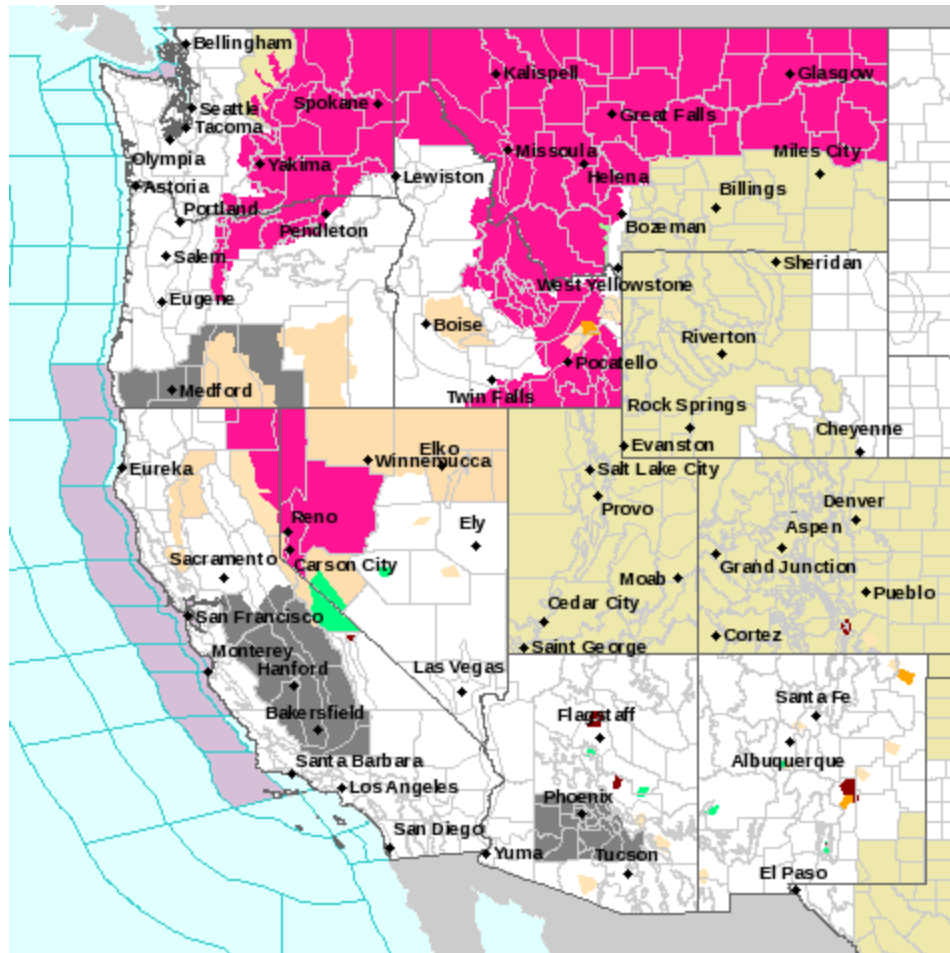 Bellingham
Kalispell
Glasgow
Seattle
Spokane
Great Falls
Tacoma
Olympia
Missoula
Miles City
Yakima
Helena
Lewiston
Astoria
Billings
Portland
Pendleton
Bozeman
Salem
Sheridan
West Yellowstone
Eugene
Boise
Riverton
Pocatello
Medford
Twin Falls
Rock Springs
Cheyenne
Elko
Evanston
Winnemucca
Eureka
Salt Lake City
Denver
Provo
Reno
Ely
Aspen
Sacramento
Carson City
Grand Junction
Moab
Pueblo
Cedar City
San Francisco
Cortez
Saint George
Monterey
Hanford
Las Vegas
Santa Fe
Bakersfield
Flagstaff
Santa Barbara
Albuquerque
Los Angeles
Phoenix
San Diego
Yuma
Tucson
El Paso